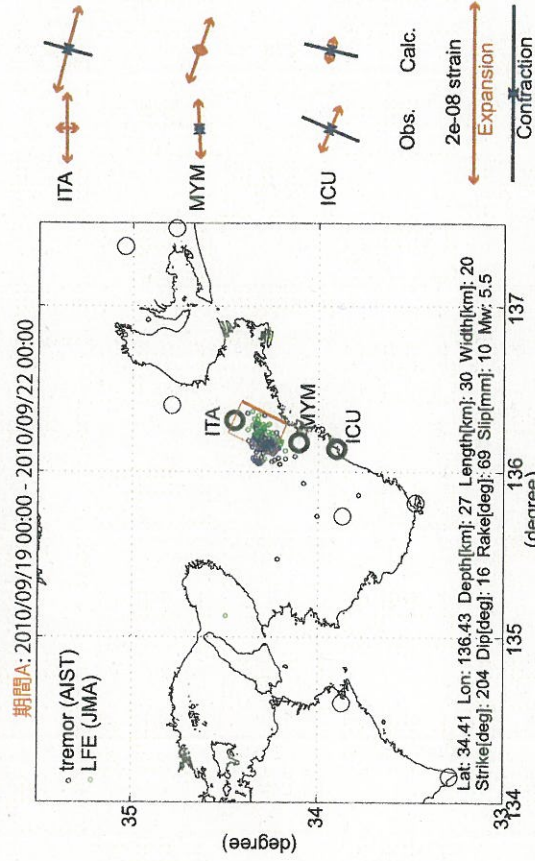 期間A: 2010/09/19 00:00 - 2010/09/22 00:00
tremor (AIST)
LFE (JMA)
ITA
MYM
ICU
Lat: 34.41 Lon: 136.43 Depth[km]: 27 Length[km]: 30 Width[km]: 20
Strike[deg]: 204 Dip[deg]: 16 Rake[deg]: 69 Slip[mm]: 10 Mw: 5.5
35
34
33
134
135
136
137
(degree)
(degree)
ITA
MYM
ICU
Obs. Calc.
2e-08 strain
Expansion
Contraction